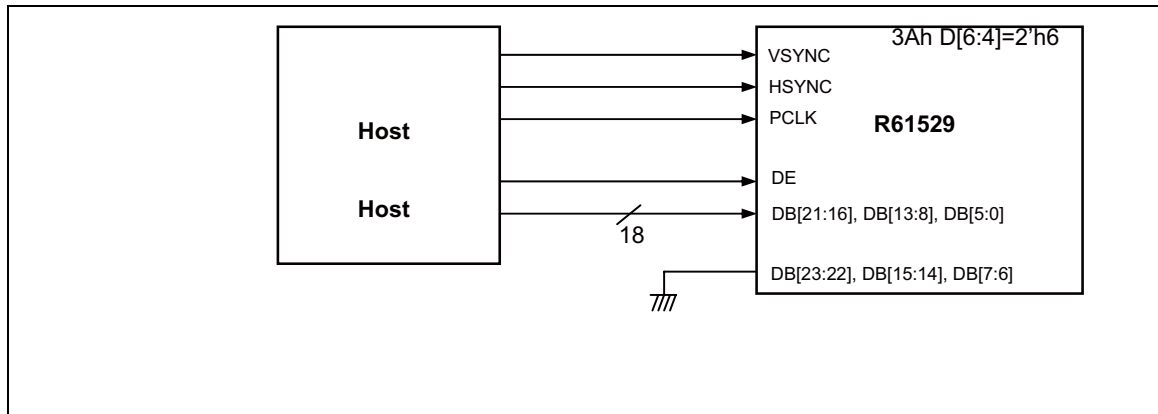 3Ah D[6:4]=2’h6
VSYNC
HSYNC
PCLK
R61529
Host
DE
Host
DB[21:16], DB[13:8], DB[5:0]
18
DB[23:22], DB[15:14], DB[7:6]